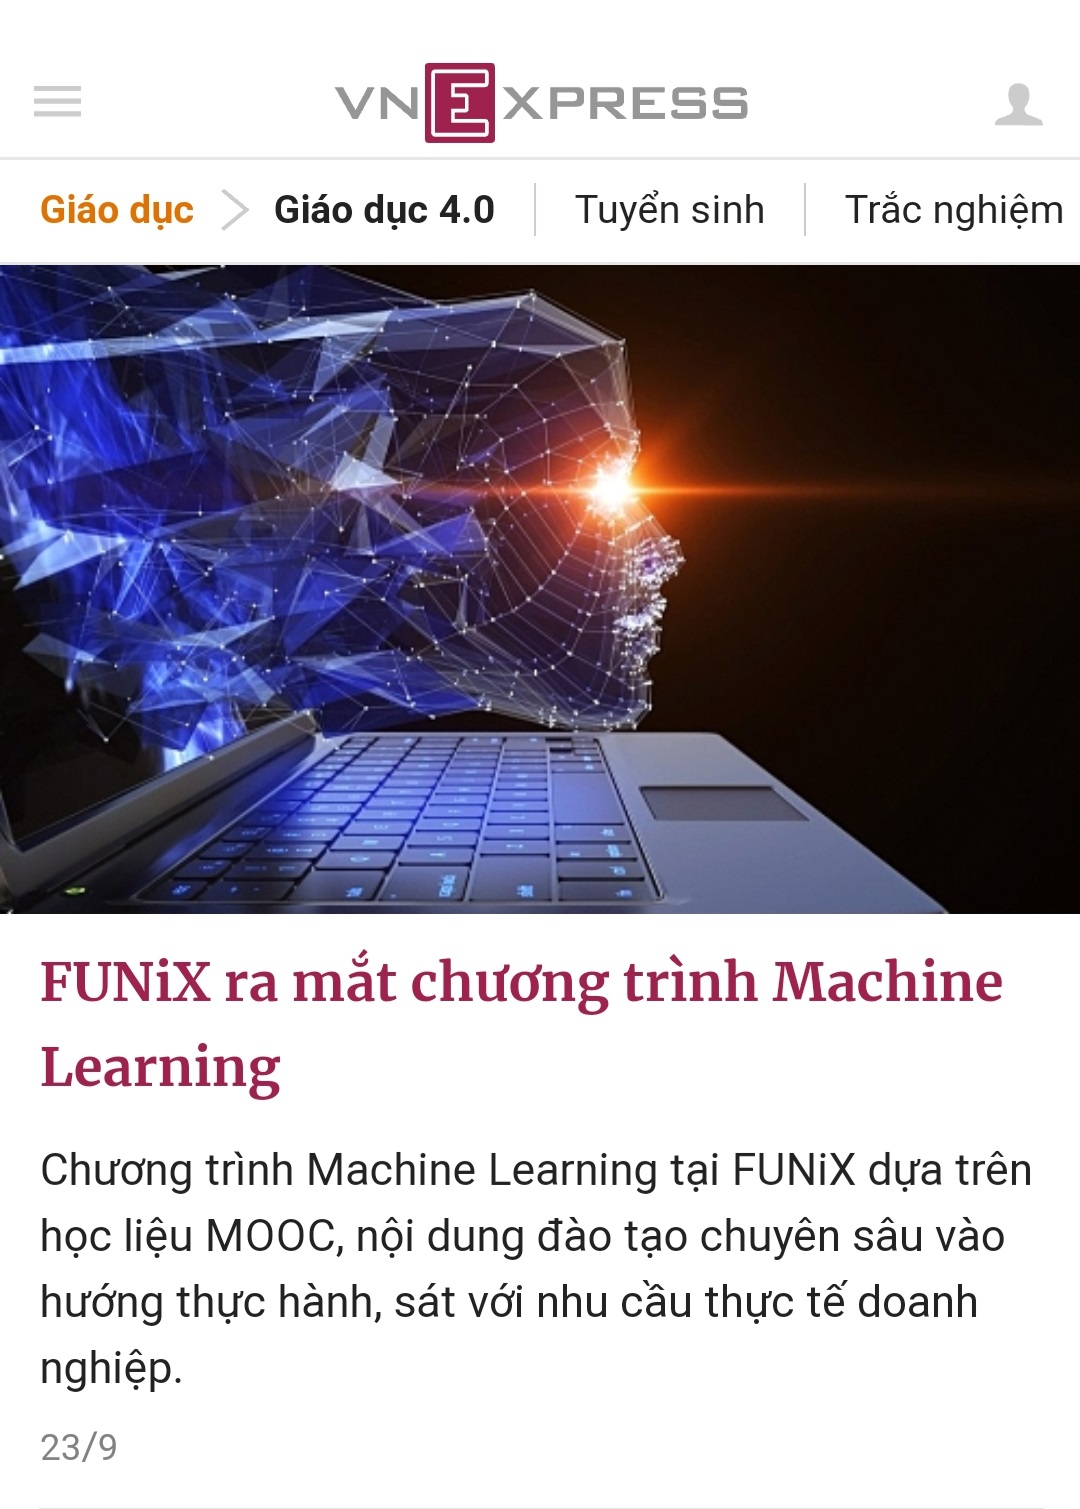 VNEXPRESS
Giáo dục Giáo dục 4.0 Tuyển sinh Trắc nghiệm
FUNiX ra mắt chương trình Machine
Learning
Chương trình Machine Learning tại FUNiX dựa trên
học liệu MOOC, nội dung đào tạo chuyên sâu vào
hướng thực hành, sát với nhu cầu thực tế doanh
nghiệp.
23/9